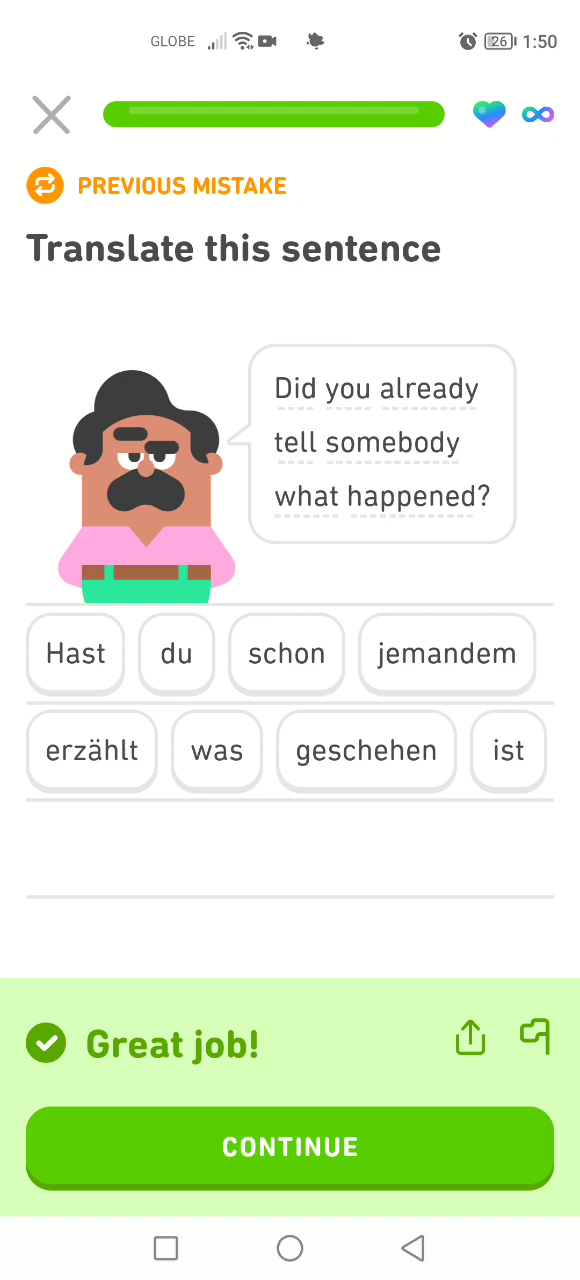 GLOBE 26 1:50
PREVIOUS MISTAKE
Translate this sentence
Did you already
tell somebody
what happened?
Hast du schon jemandem
erzählt was geschehen ist
Great job!
CONTINUE